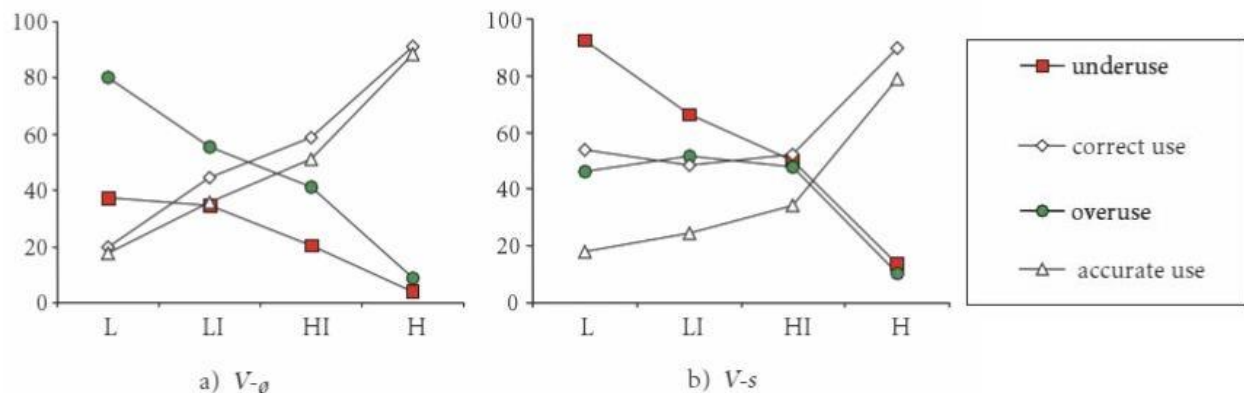 100
80
60
40
20
0
L LI HI H
a) V-ø
100
80
60
40
20
0
L LI HI H
b) V-s
underuse
correct use
overuse
accurate use